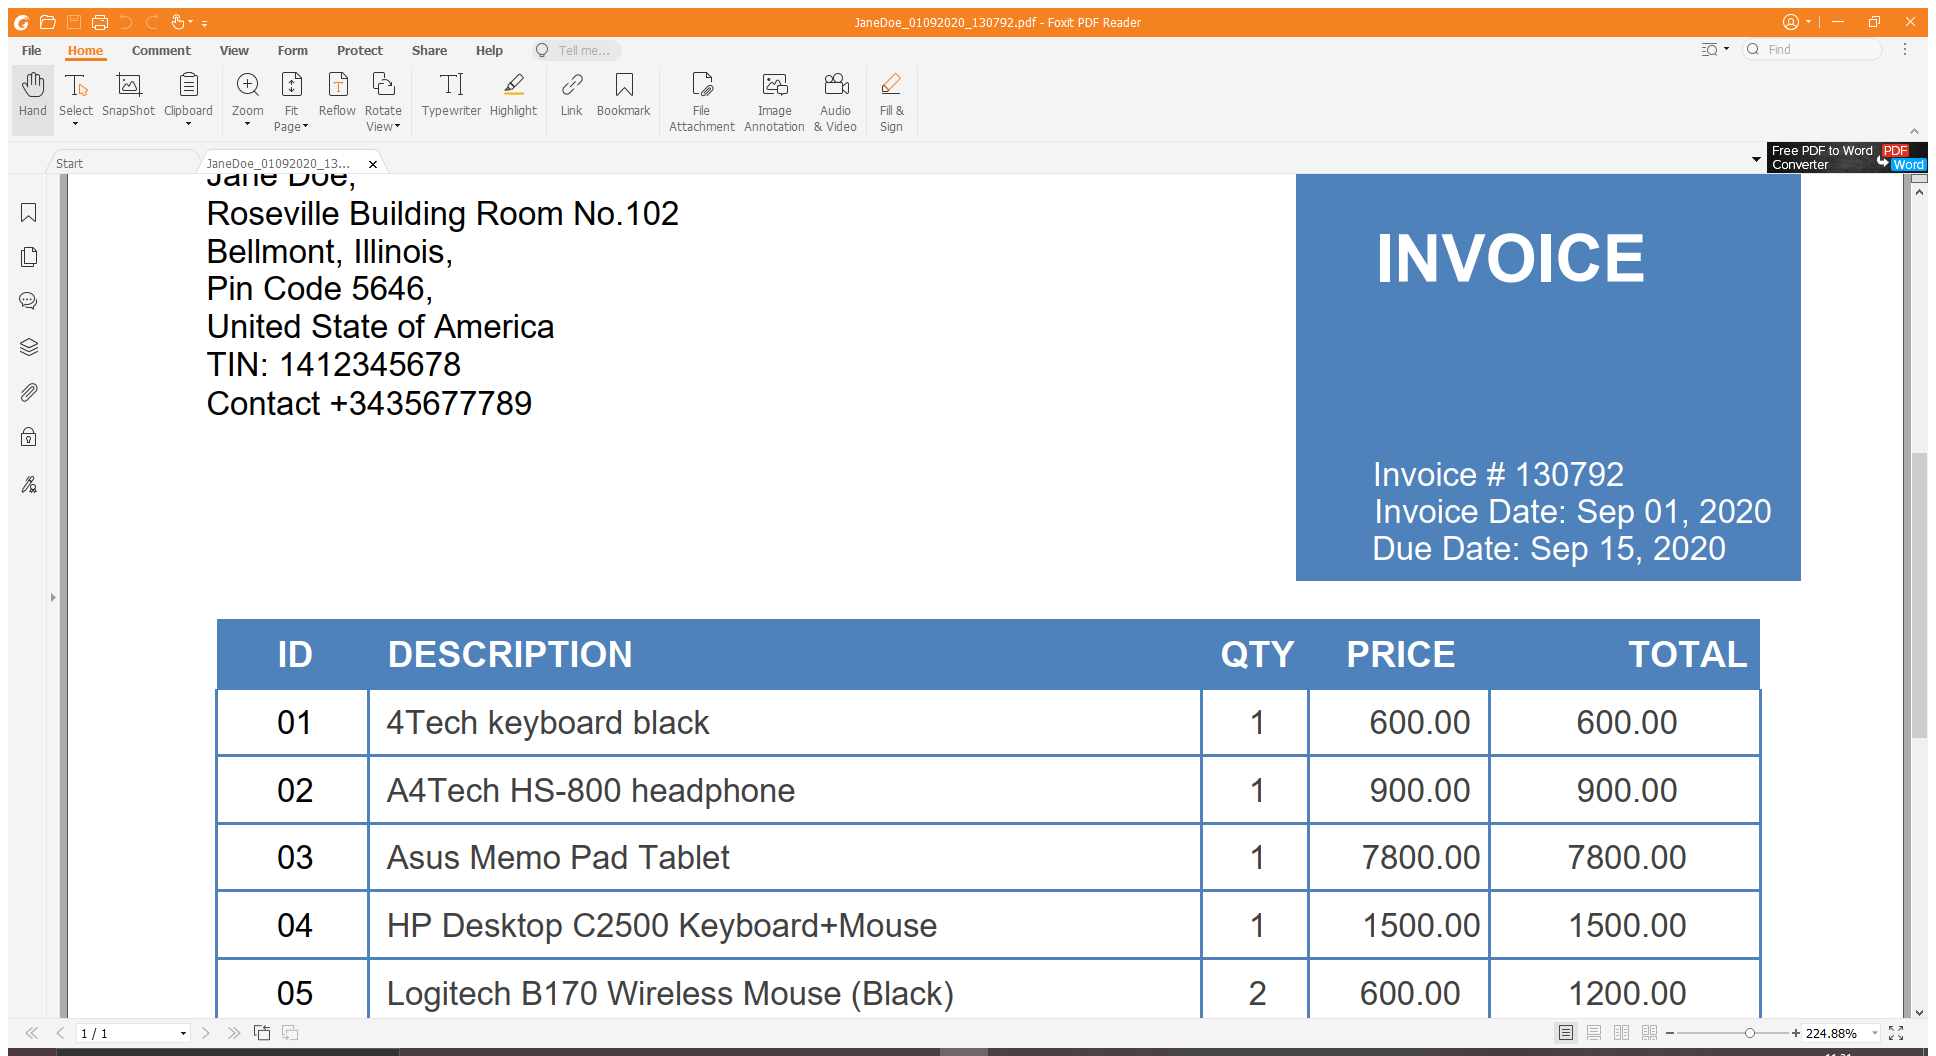 JaneDoe_01092020_130792.pdf - Foxit PDF Reader
File Home Comment View Form Protect Share Help Tell me... Find
Hand Select SnapShot Clipboard Zoom Fit Page Reflow Rotate View Typewriter Highlight Link Bookmark File Attachment Image Annotation Audio & Video Fill & Sign
Start JaneDoe_01092020_13...
Free PDF to Word PDF
Converter Word
Jane Doe,
Roseville Building Room No.102
Bellmont, Illinois,
Pin Code 5646,
United State of America
TIN: 1412345678
Contact +3435677789
INVOICE
Invoice # 130792
Invoice Date: Sep 01, 2020
Due Date: Sep 15, 2020
ID DESCRIPTION QTY PRICE TOTAL
01 4Tech keyboard black 1 600.00 600.00
02 A4Tech HS-800 headphone 1 900.00 900.00
03 Asus Memo Pad Tablet 1 7800.00 7800.00
04 HP Desktop C2500 Keyboard+Mouse 1 1500.00 1500.00
05 Logitech B170 Wireless Mouse (Black) 2 600.00 1200.00
1 / 1 224.88%